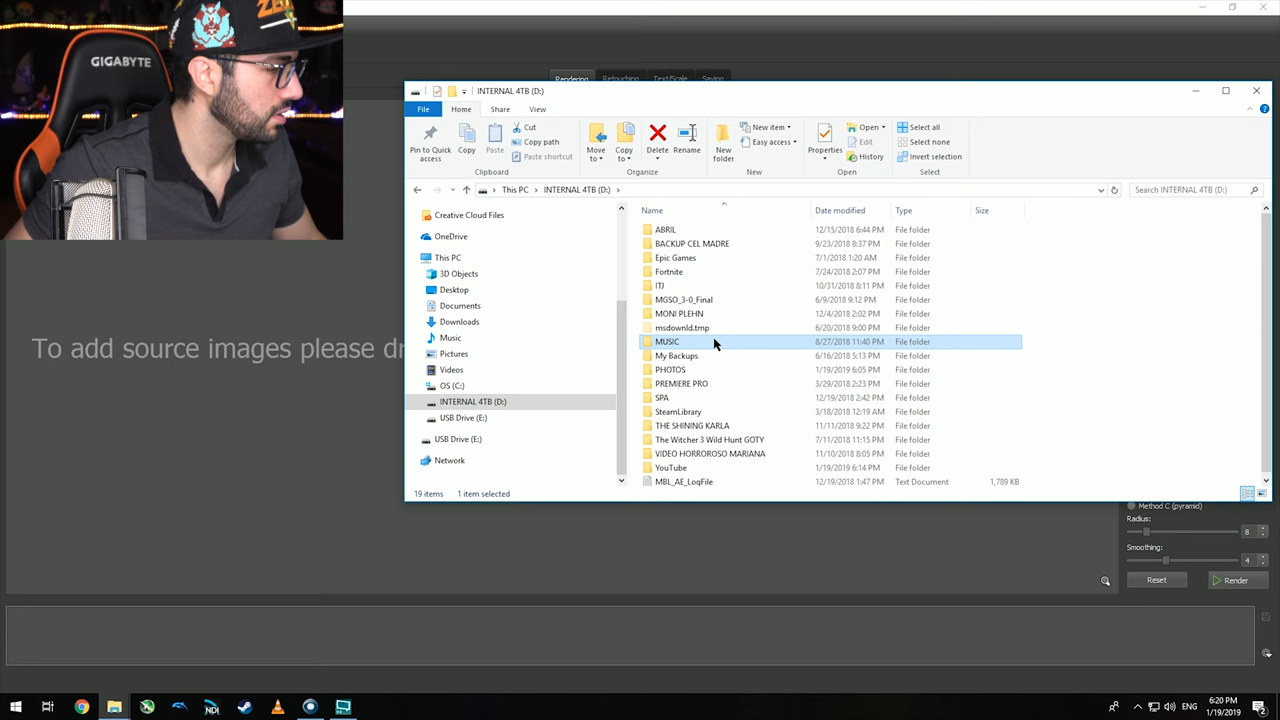 GIGABYTE
Rendering Retouching Text/Scale Saving
INTERNAL 4TB (D:)
File Home Share View
Pin to Quick access
Copy
Paste
Cut
Copy path
Paste shortcut
Clipboard
Move to
Copy to
Delete
Rename
Organize
New folder
New item
Easy access
New
Properties
Open
Edit
History
Open
Select all
Select none
Invert selection
Select
This PC > INTERNAL 4TB (D:) >
Search INTERNAL 4TB (D:)
Creative Cloud Files
OneDrive
This PC
3D Objects
Desktop
Documents
Downloads
Music
Pictures
Videos
OS (C:)
INTERNAL 4TB (D:)
USB Drive (E:)
USB Drive (E:)
Network
Name Date modified Type Size
ABRIL 12/15/2018 6:44 PM File folder
BACKUP CEL MADRE 9/23/2018 8:37 PM File folder
Epic Games 7/1/2018 1:20 AM File folder
Fortnite 7/24/2018 2:07 PM File folder
ITJ 10/31/2018 8:11 PM File folder
MGSO_3-0_Final 6/9/2018 9:12 PM File folder
MONI PLEHN 12/4/2018 2:02 PM File folder
msdownld.tmp 6/20/2018 9:00 PM File folder
MUSIC 8/27/2018 11:40 PM File folder
My Backups 6/16/2018 5:13 PM File folder
PHOTOS 1/19/2019 6:05 PM File folder
PREMIERE PRO 3/29/2018 2:23 PM File folder
SPA 12/19/2018 2:42 PM File folder
SteamLibrary 3/18/2018 12:19 AM File folder
THE SHINING KARLA 11/11/2018 9:22 PM File folder
The Witcher 3 Wild Hunt GOTY 7/11/2018 11:15 PM File folder
VIDEO HORROROSO MARIANA 11/10/2018 8:05 PM File folder
YouTube 1/19/2019 6:14 PM File folder
MBL_AE_LogFile 12/19/2018 1:47 PM Text Document 1,789 KB
19 items 1 item selected
To add source images please dr
Method C (pyramid)
Radius:
8
Smoothing:
4
Reset Render
NDI
ENG
6:20 PM
1/19/2019
2